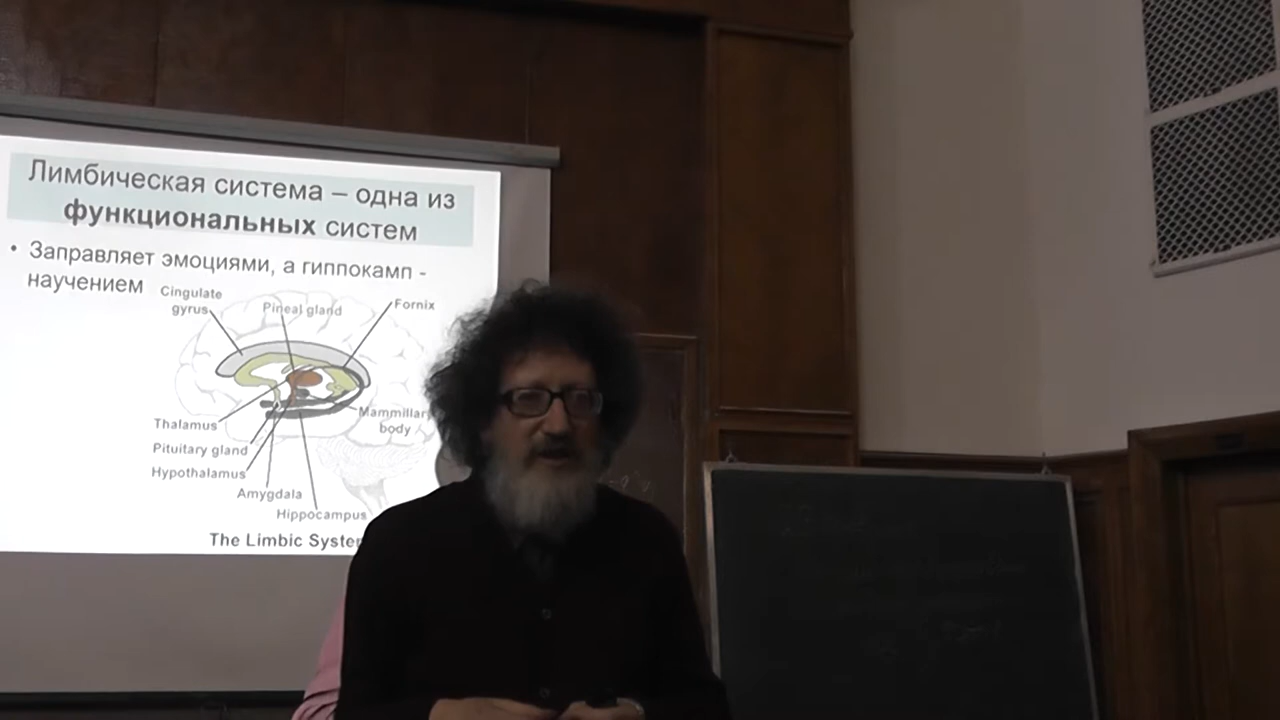 Лимбическая система – одна из
функциональных систем
• Заправляет эмоциями, а гиппокамп -
научением
Cingulate
gyrus
Pineal gland
Fornix
Thalamus
Mammillary
body
Pituitary gland
Hypothalamus
Amygdala
Hippocampus
The Limbic Syste